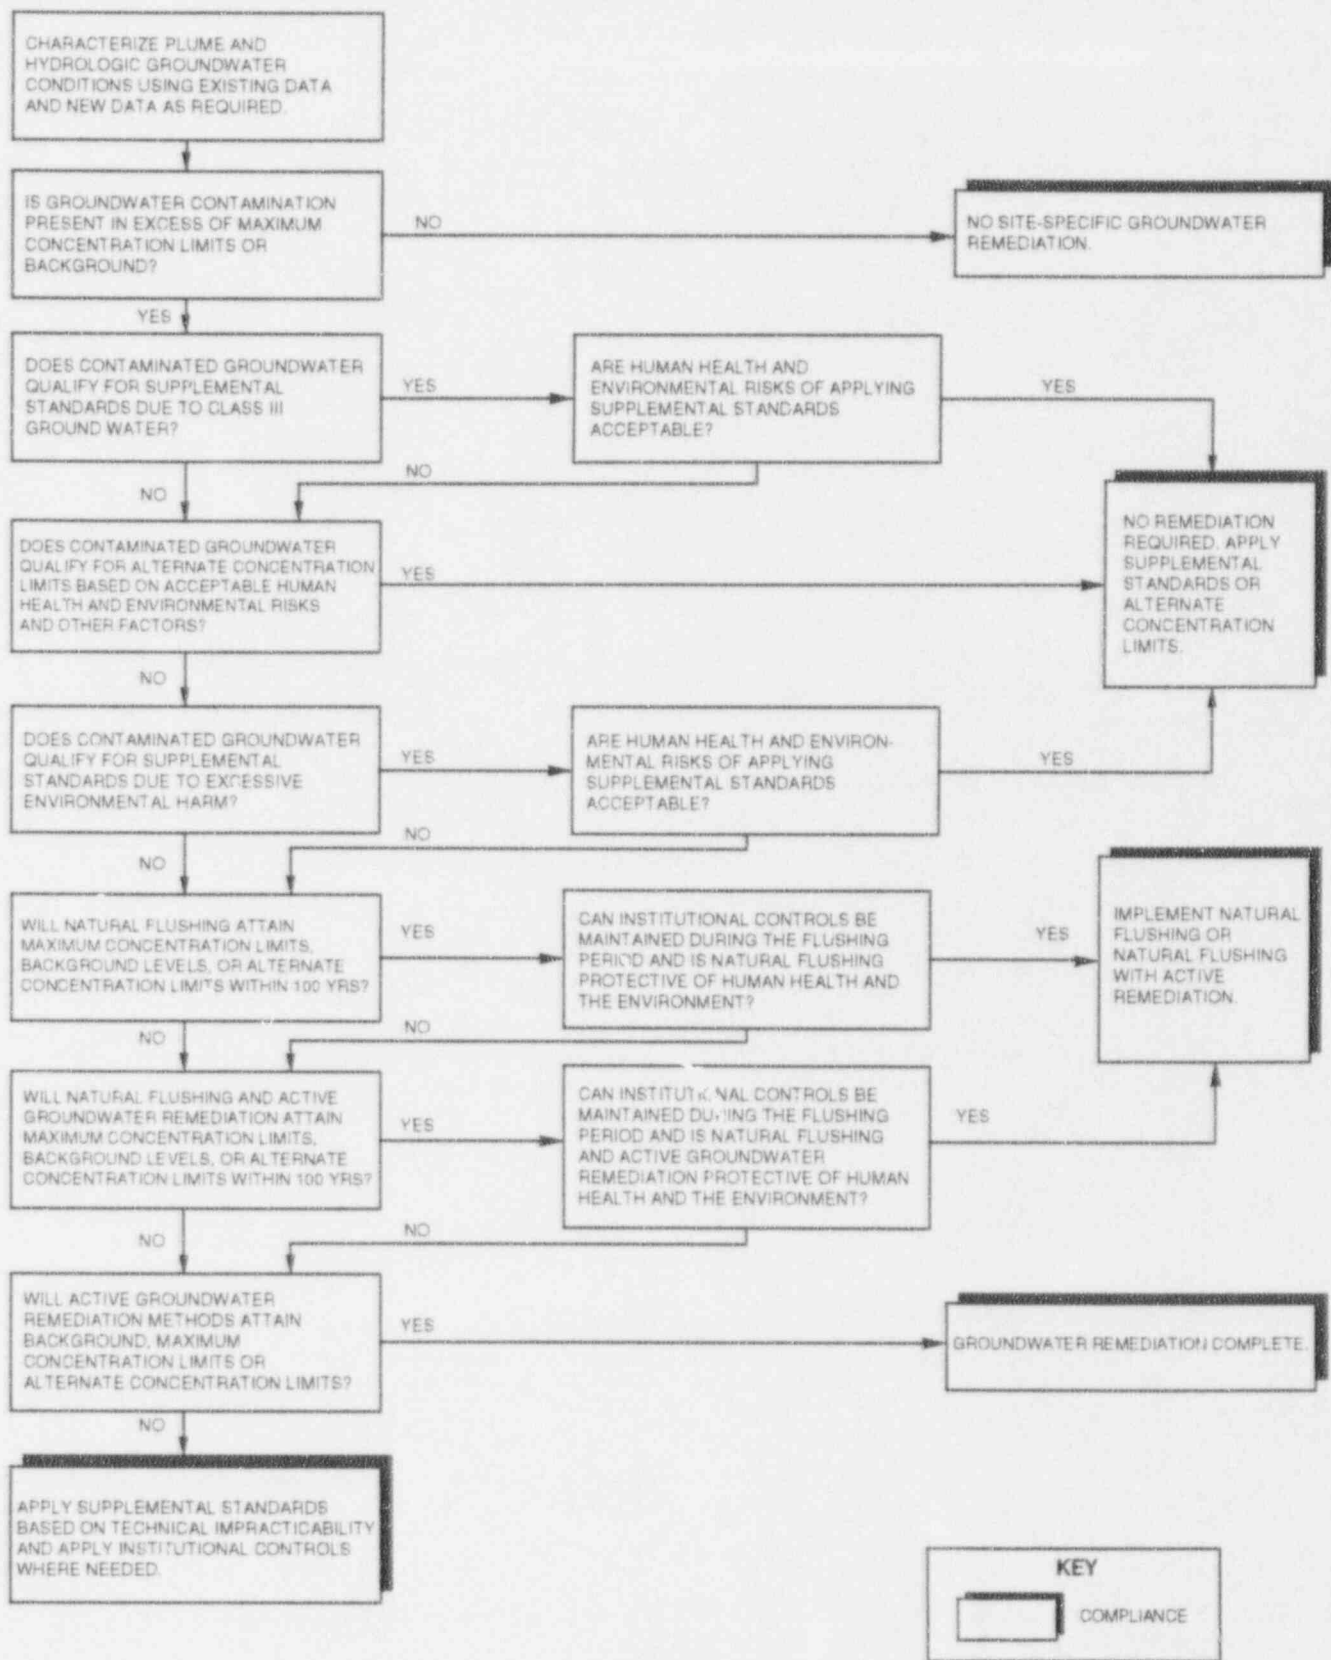 CHARACTERIZE PLUME AND
HYDROLOGIC GROUNDWATER
CONDITIONS USING EXISTING DATA
AND NEW DATA AS REQUIRED.
IS GROUNDWATER CONTAMINATION
PRESENT IN EXCESS OF MAXIMUM
CONCENTRATION LIMITS OR
BACKGROUND?
NO
NO SITE-SPECIFIC GROUNDWATER
REMEDIATION.
YES
DOES CONTAMINATED GROUNDWATER
QUALIFY FOR SUPPLEMENTAL
STANDARDS DUE TO CLASS III
GROUND WATER?
YES
ARE HUMAN HEALTH AND
ENVIRONMENTAL RISKS OF APPLYING
SUPPLEMENTAL STANDARDS
ACCEPTABLE?
YES
NO
NO
DOES CONTAMINATED GROUNDWATER
QUALIFY FOR ALTERNATE CONCENTRATION
LIMITS BASED ON ACCEPTABLE HUMAN
HEALTH AND ENVIRONMENTAL RISKS
AND OTHER FACTORS?
YES
NO REMEDIATION
REQUIRED. APPLY
SUPPLEMENTAL
STANDARDS OR
ALTERNATE
CONCENTRATION
LIMITS.
NO
DOES CONTAMINATED GROUNDWATER
QUALIFY FOR SUPPLEMENTAL
STANDARDS DUE TO EXCESSIVE
ENVIRONMENTAL HARM?
YES
ARE HUMAN HEALTH AND ENVIRON-
MENTAL RISKS OF APPLYING
SUPPLEMENTAL STANDARDS
ACCEPTABLE?
YES
NO
NO
WILL NATURAL FLUSHING ATTAIN
MAXIMUM CONCENTRATION LIMITS,
BACKGROUND LEVELS, OR ALTERNATE
CONCENTRATION LIMITS WITHIN 100 YRS?
YES
CAN INSTITUTIONAL CONTROLS BE
MAINTAINED DURING THE FLUSHING
PERIOD AND IS NATURAL FLUSHING
PROTECTIVE OF HUMAN HEALTH AND
THE ENVIRONMENT?
YES
IMPLEMENT NATURAL
FLUSHING OR
NATURAL FLUSHING
WITH ACTIVE
REMEDIATION.
NO
NO
WILL NATURAL FLUSHING AND ACTIVE
GROUNDWATER REMEDIATION ATTAIN
MAXIMUM CONCENTRATION LIMITS,
BACKGROUND LEVELS, OR ALTERNATE
CONCENTRATION LIMITS WITHIN 100 YRS?
YES
CAN INSTITUTIONAL CONTROLS BE
MAINTAINED DURING THE FLUSHING
PERIOD AND IS NATURAL FLUSHING
AND ACTIVE GROUNDWATER
REMEDIATION PROTECTIVE OF HUMAN
HEALTH AND THE ENVIRONMENT?
YES
NO
NO
WILL ACTIVE GROUNDWATER
REMEDIATION METHODS ATTAIN
BACKGROUND, MAXIMUM
CONCENTRATION LIMITS OR
ALTERNATE CONCENTRATION LIMITS?
YES
GROUNDWATER REMEDIATION COMPLETE.
NO
APPLY SUPPLEMENTAL STANDARDS
BASED ON TECHNICAL IMPRACTICABILITY
AND APPLY INSTITUTIONAL CONTROLS
WHERE NEEDED.
KEY
COMPLIANCE